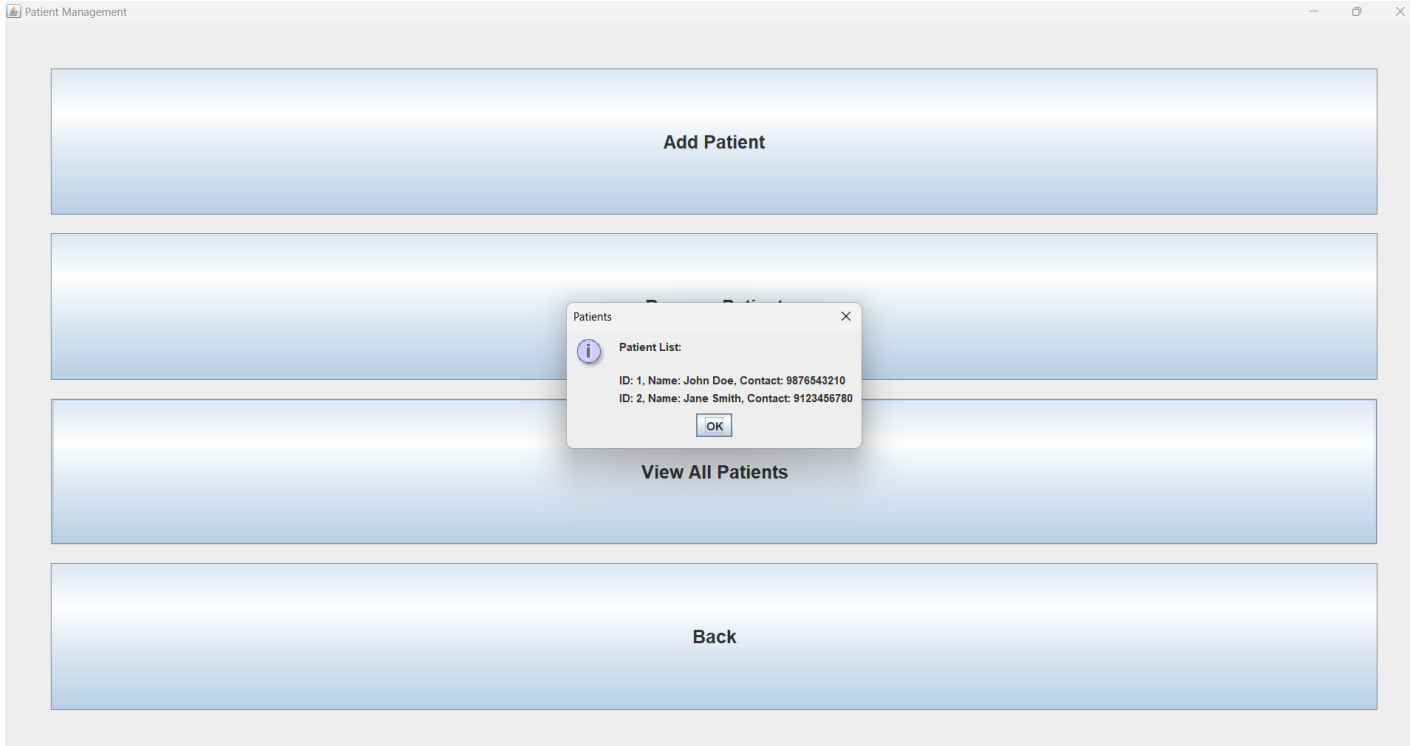 Patient Management
Add Patient
Patients
Patient List:
ID: 1, Name: John Doe, Contact: 9876543210
ID: 2, Name: Jane Smith, Contact: 9123456780
OK
View All Patients
Back